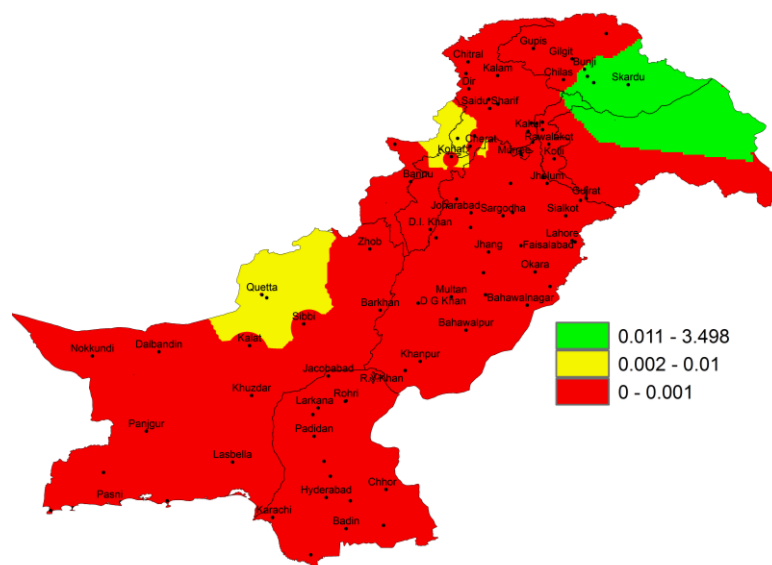 Gupis
Gilgit
Chitral
Bunji
Kalam
Chilas
Skardu
Dir
Saidu Sharif
Kakul
Rawalakot
Cherat
Murree
Kohat
Kotli
Bannu
Jhelum
Gujrat
Joharabad
Sargodha
Sialkot
D.I. Khan
Zhob
Lahore
Jhang
Faisalabad
Okara
Quetta
Multan
Barkhan
D G Khan
Bahawalnagar
Sibbi
Bahawalpur
Kalat
Nokkundi
Dalbandin
Khanpur
Jacopabad
R.Y.Khan
Khuzdar
Rohri
Larkana
Panjgur
Padidan
Lasbella
Pasni
Hyderabad
Chhor
Karachi
Badin
0.011 - 3.498
0.002 - 0.01
0 - 0.001